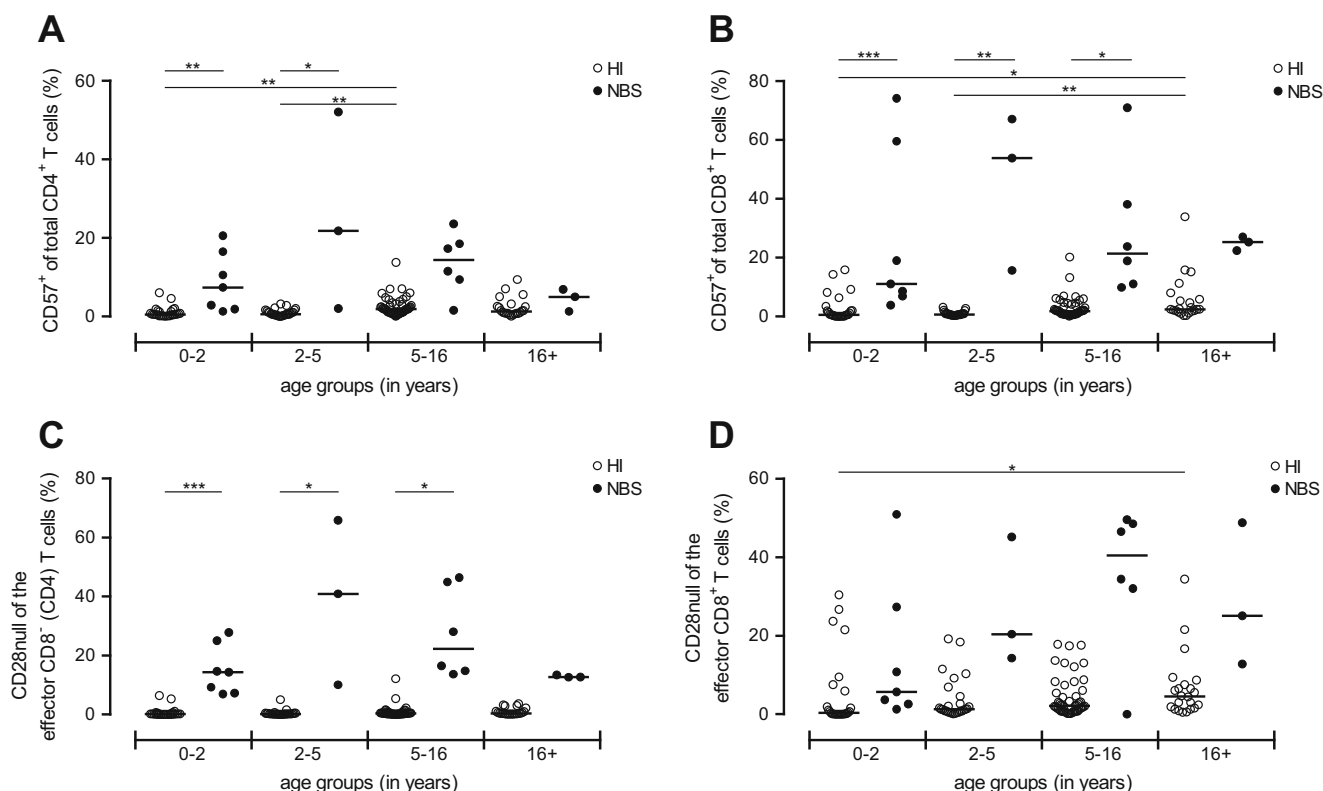 A
CD57+ of total CD4+ T cells (%)
60
40
20
0
** *
**
**
HI
NBS
0-2 2-5 5-16 16+
age groups (in years)
B
CD57+ of total CD8+ T cells (%)
80
60
40
20
0
*** ** *
*
**
HI
NBS
0-2 2-5 5-16 16+
age groups (in years)
C
CD28null of the
effector CD8- (CD4) T cells (%)
80
60
40
20
0
*** * *
HI
NBS
0-2 2-5 5-16 16+
age groups (in years)
D
CD28null of the
effector CD8+ T cells (%)
60
40
20
0
*
HI
NBS
0-2 2-5 5-16 16+
age groups (in years)